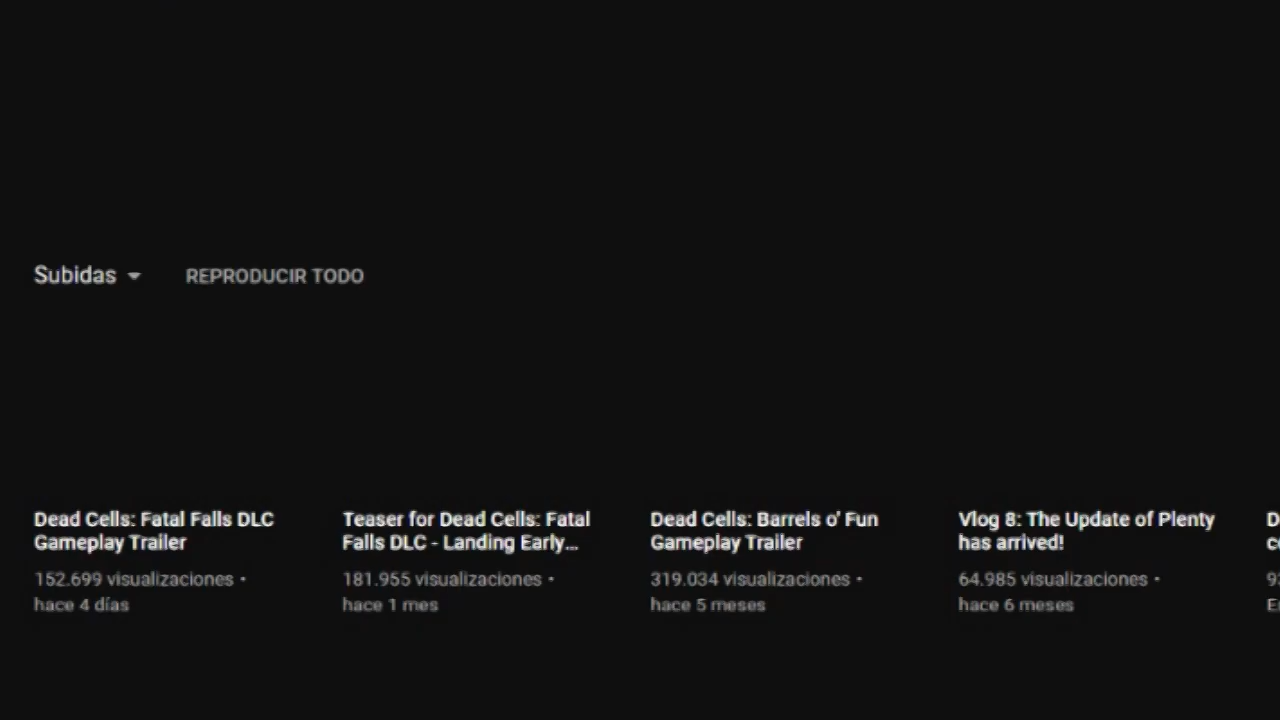 Subidas REPRODUCIR TODO
Dead Cells: Fatal Falls DLC
Gameplay Trailer
152.699 visualizaciones •
hace 4 días
Teaser for Dead Cells: Fatal
Falls DLC - Landing Early...
181.955 visualizaciones •
hace 1 mes
Dead Cells: Barrels o' Fun
Gameplay Trailer
319.034 visualizaciones •
hace 5 meses
Vlog 8: The Update of Plenty
has arrived!
64.985 visualizaciones •
hace 6 meses